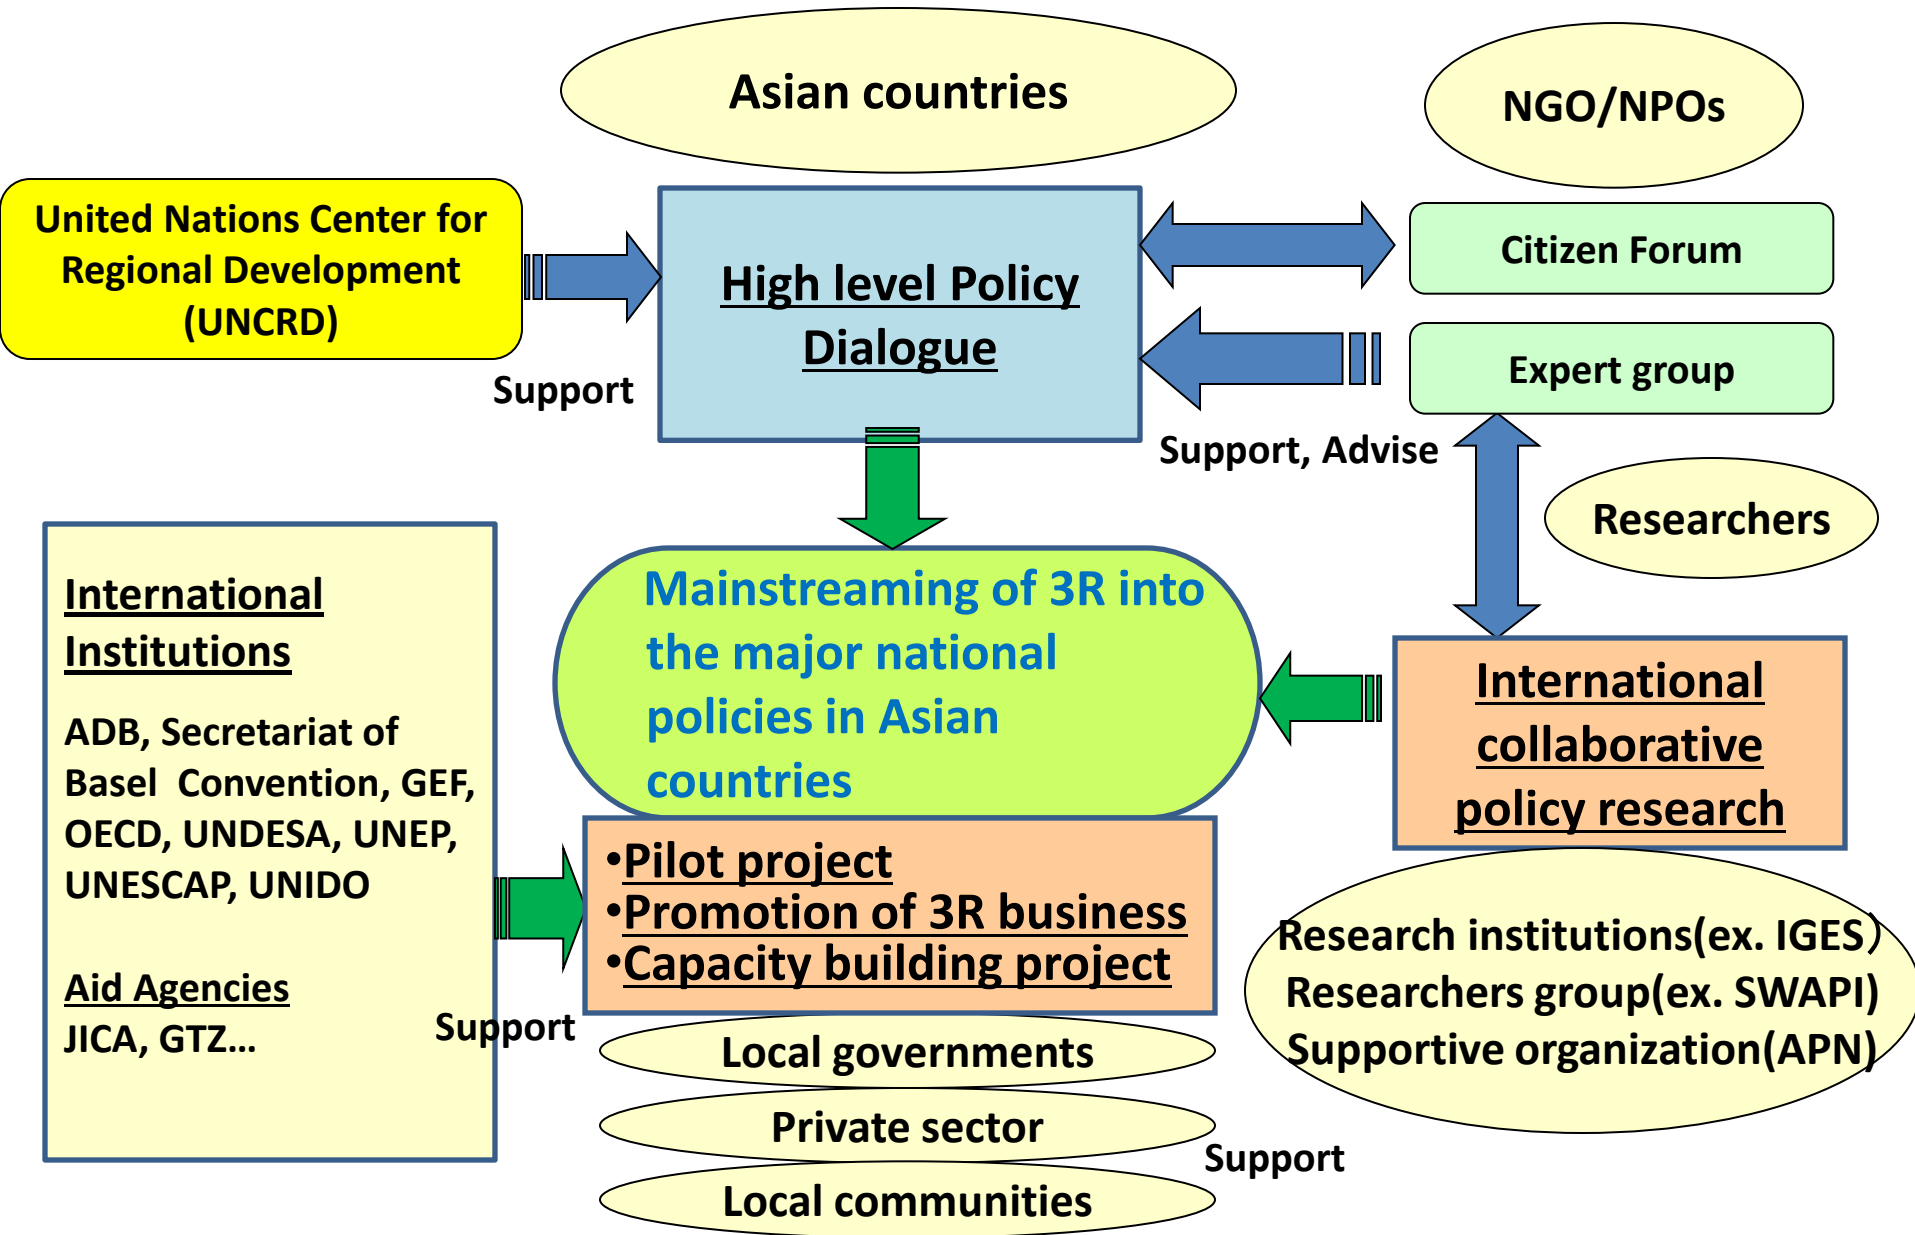 Asian countries
NGO/NPOs
United Nations Center for
Regional Development
(UNCRD)
Support
High level Policy
Dialogue
Citizen Forum
Expert group
Support, Advise
Researchers
International
Institutions
ADB, Secretariat of
Basel  Convention, GEF,
OECD, UNDESA, UNEP,
UNESCAP, UNIDO
Aid Agencies
JICA, GTZ…
Support
Mainstreaming of 3R into
the major national
policies in Asian
countries
•Pilot project
•Promotion of 3R business
•Capacity building project
Local governments
Private sector
Local communities
Support
International
collaborative
policy research
Research institutions(ex. IGES）
Researchers group(ex. SWAPI)
Supportive organization(APN)